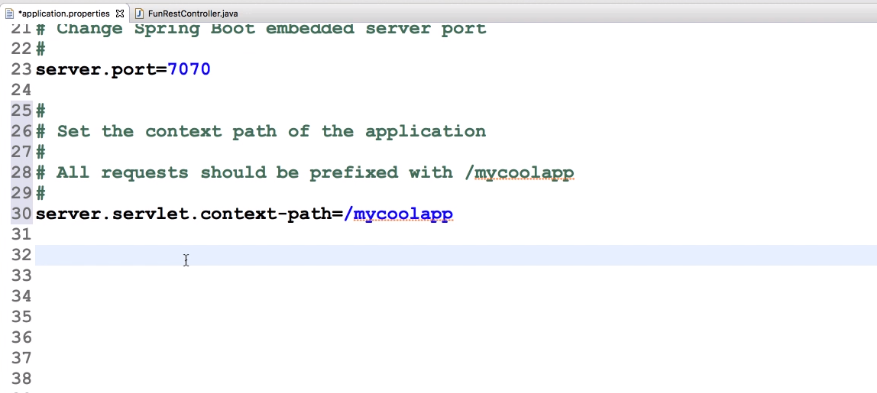 *application.properties FunRestController.java
21 # Change Spring Boot embedded server port
22 #
23 server.port=7070
24
25 #
26 # Set the context path of the application
27 #
28 # All requests should be prefixed with /mycoolapp
29 #
30 server.servlet.context-path=/mycoolapp
31
32
33
34
35
36
37
38